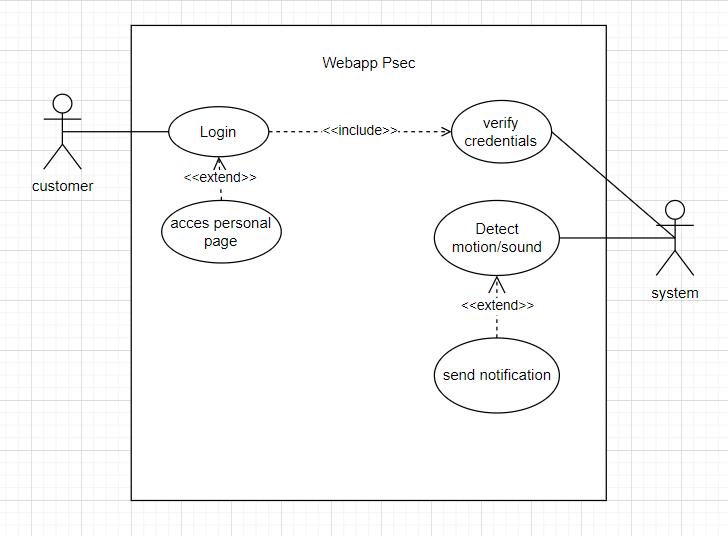 Webapp Psec
customer
Login
<<include>>
verify
credentials
<<extend>>
acces personal
page
Detect
motion/sound
system
<<extend>>
send notification